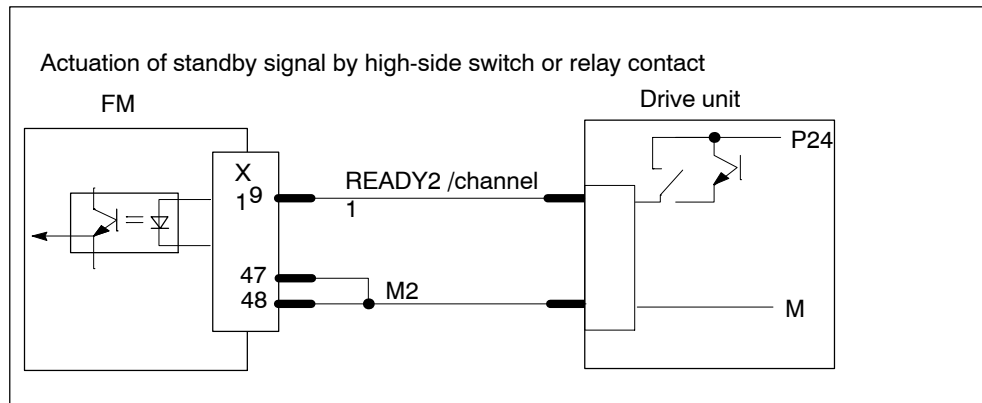 Actuation of standby signal by high-side switch or relay contact
FM
Drive unit
P24
X
1
9
READY2 /channel
1
47
48
M2
M